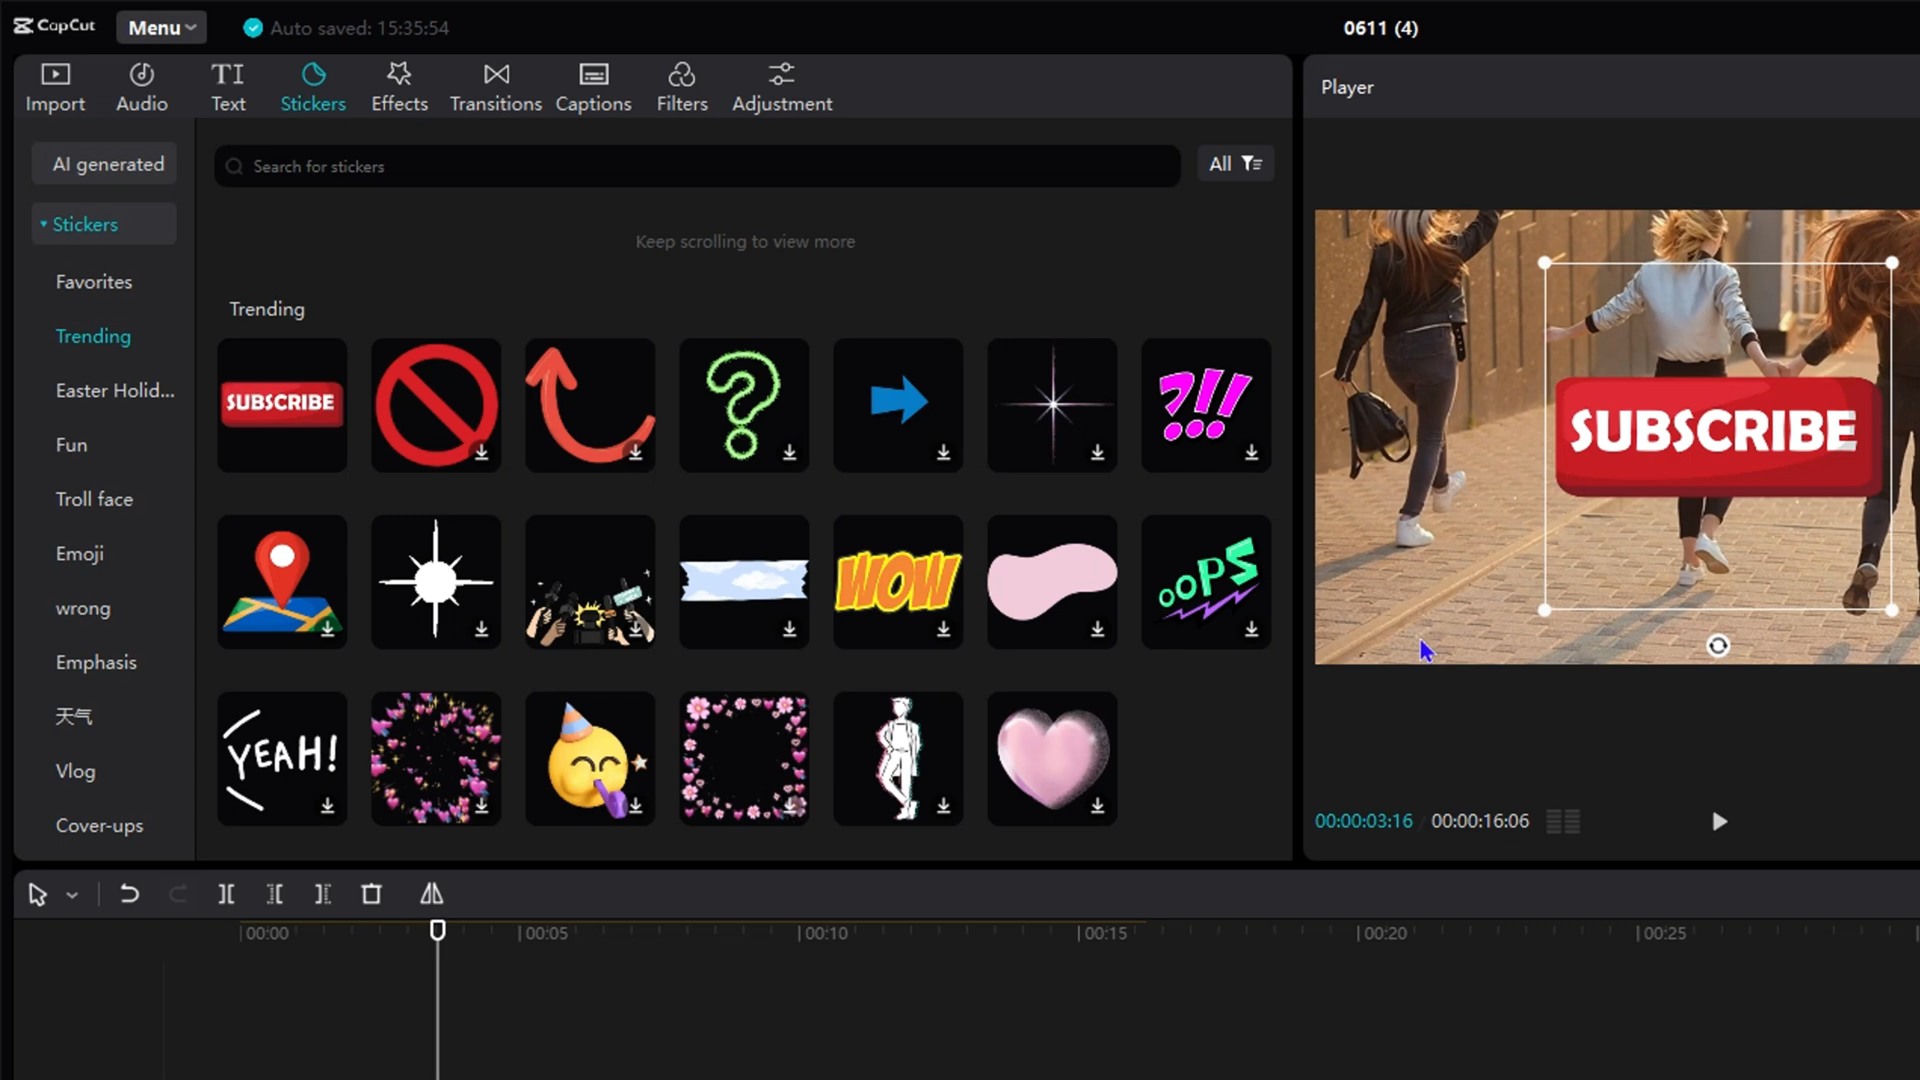 CapCut
Menu
Auto saved: 15:35:54
0611 (4)
Import
Audio
TI
Text
Stickers
Effects
Transitions
Captions
Filters
Adjustment
Player
AI generated
Search for stickers
All
Stickers
Keep scrolling to view more
Favorites
Trending
Trending
Easter Holid...
Fun
Troll face
Emoji
wrong
Emphasis
天气
Vlog
Cover-ups
SUBSCRIBE
?!!
SUBSCRIBE
WOW
OOPS
YEAH!
00:00:03:16 / 00:00:16:06
00:00
00:05
00:10
00:15
00:20
00:25